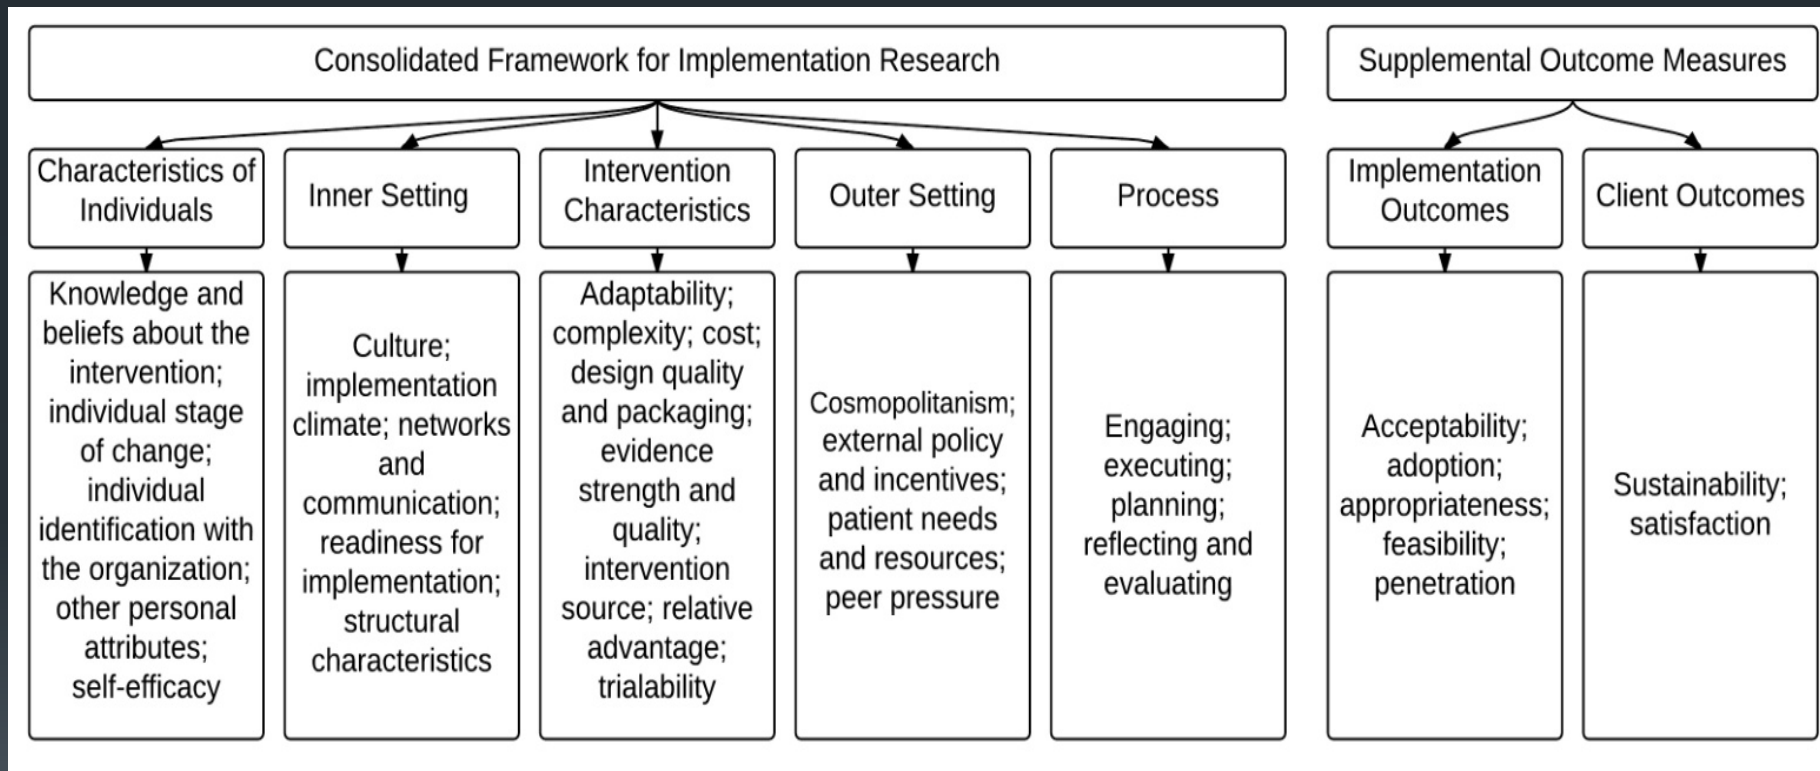 Consolidated Framework for Implementation Research
Supplemental Outcome Measures
Characteristics of
Individuals
Inner Setting
Intervention
Characteristics
Outer Setting
Process
Implementation
Outcomes
Client Outcomes
Knowledge and
beliefs about the
intervention;
individual stage
of change;
individual
identification with
the organization;
other personal
attributes;
self-efficacy
Culture;
implementation
climate; networks
and
communication;
readiness for
implementation;
structural
characteristics
Adaptability;
complexity; cost;
design quality
and packaging;
evidence
strength and
quality;
intervention
source; relative
advantage;
trialability
Cosmopolitanism;
external policy
and incentives;
patient needs
and resources;
peer pressure
Engaging;
executing;
planning;
reflecting and
evaluating
Acceptability;
adoption;
appropriateness;
feasibility;
penetration
Sustainability;
satisfaction